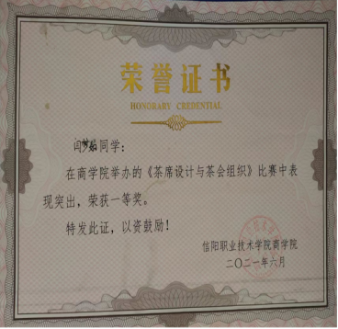 荣誉证书
HONORARY CREDENTIAL
同学：
在商学院举办的《茶席设计与茶会组织》比赛中表
现突出，荣获一等奖。
特发此证，以资鼓励！
信阳职业技术学院商学院
二〇二一年六月